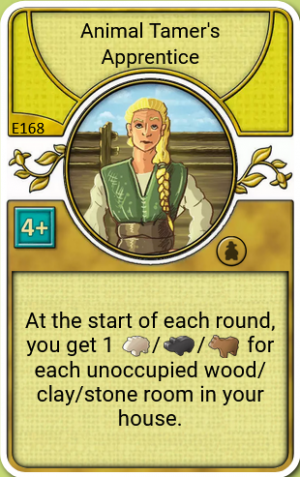 Animal Tamer's
Apprentice
E168
4+
At the start of each round,
you get 1 / / for
each unoccupied wood/
clay/stone room in your
house.